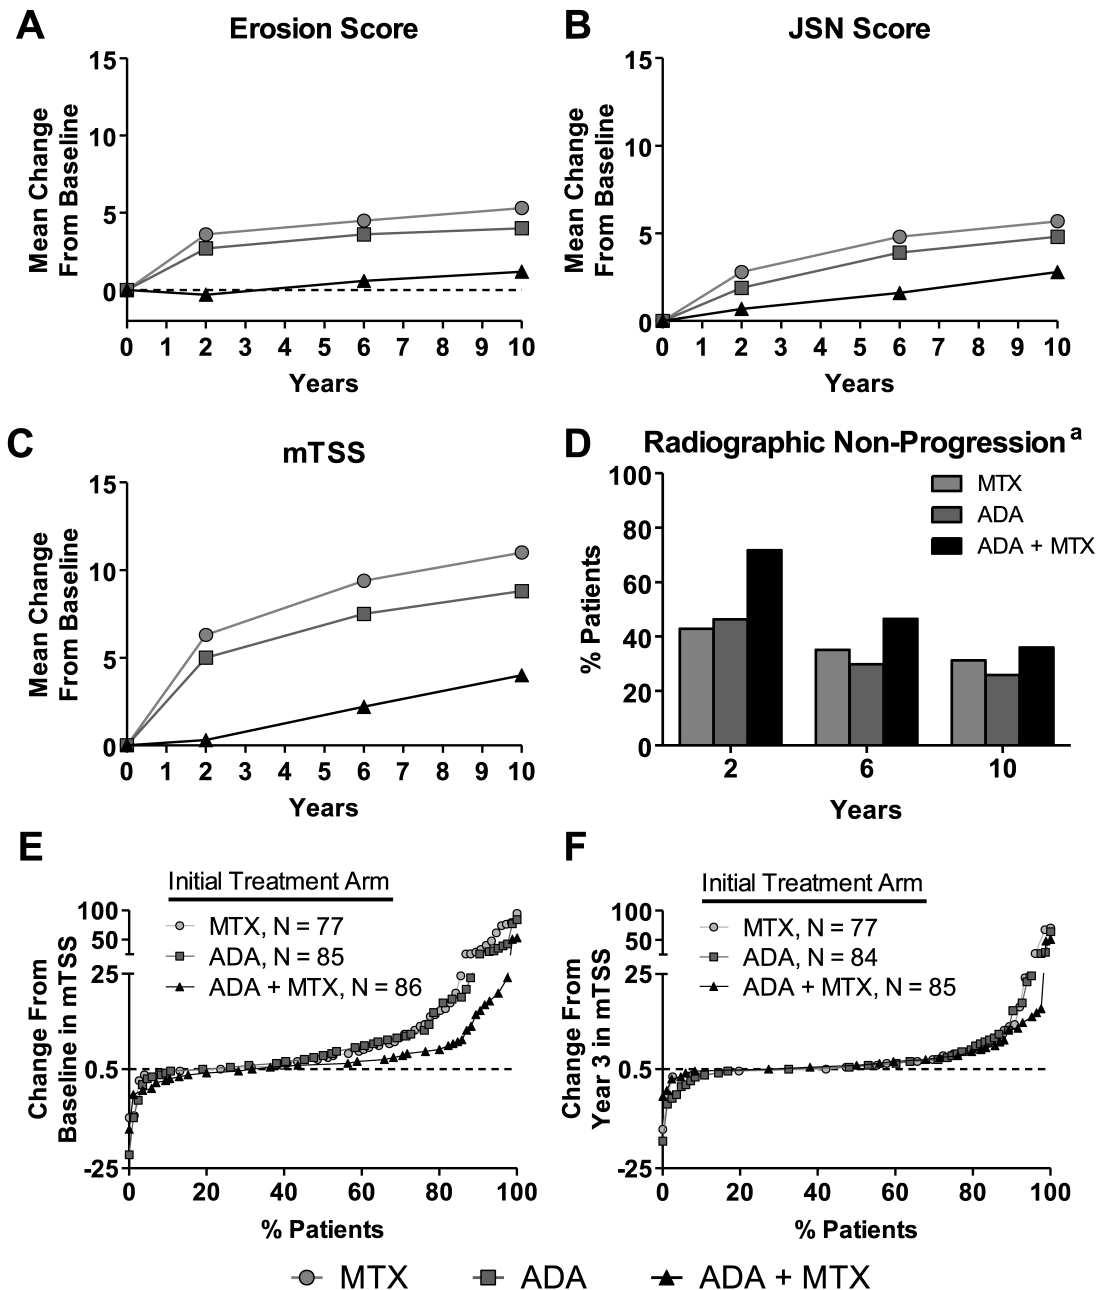 A
Erosion Score
Mean Change
From Baseline
15
10
5
0
0 1 2 3 4 5 6 7 8 9 10
Years
B
JSN Score
Mean Change
From Baseline
15
10
5
0
0 1 2 3 4 5 6 7 8 9 10
Years
C
mTSS
Mean Change
From Baseline
15
10
5
0
0 1 2 3 4 5 6 7 8 9 10
Years
D
Radiographic Non-Progression a
% Patients
100
80
60
40
20
0
MTX
ADA
ADA + MTX
2 6 10
Years
E
Initial Treatment Arm
MTX, N = 77
ADA, N = 85
ADA + MTX, N = 86
Change From
Baseline in mTSS
100
50
25
0.5
-25
0 20 40 60 80 100
% Patients
F
Initial Treatment Arm
MTX, N = 77
ADA, N = 84
ADA + MTX, N = 85
Change From
Year 3 in mTSS
100
50
25
0.5
-25
0 20 40 60 80 100
% Patients
MTX ADA ADA + MTX